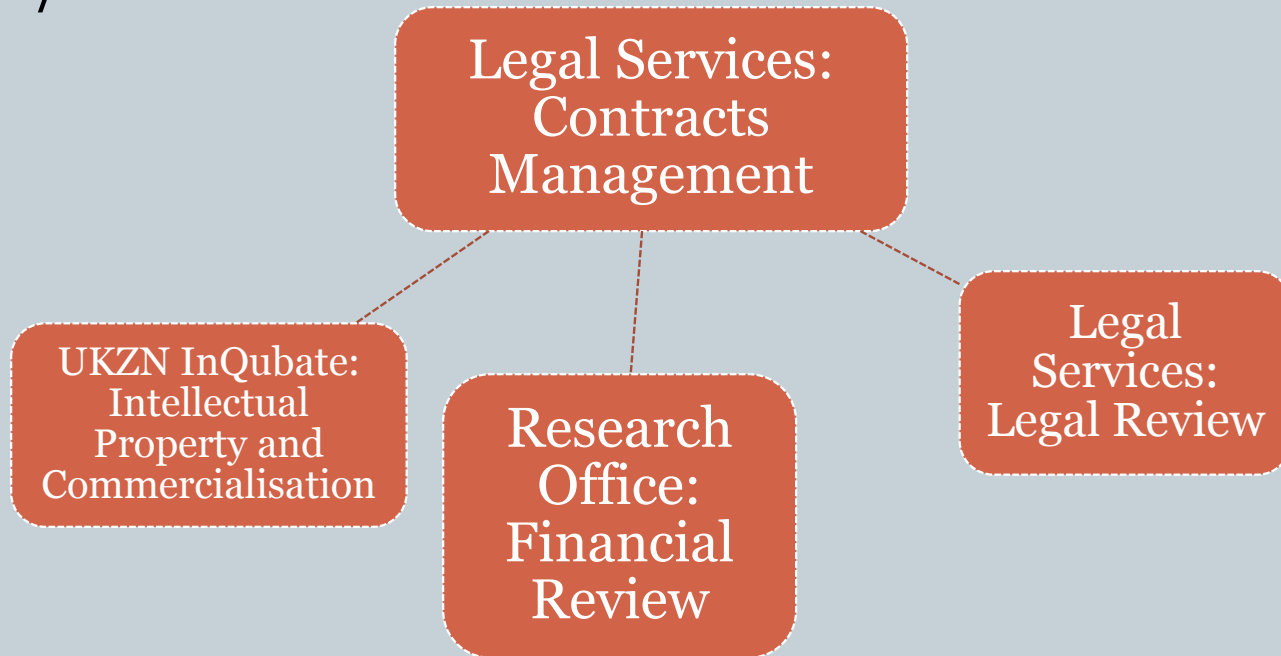 Legal Services:
Contracts
Management
UKZN InQubate:
Intellectual
Property and
Commercialisation
Research
Office:
Financial
Review
Legal
Services:
Legal Review